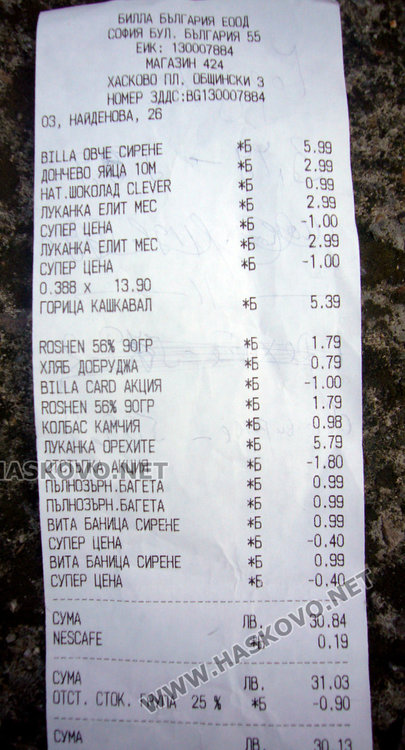 БИЛЛА БЪЛГАРИЯ ЕООД
СОФИЯ БУЛ. БЪЛГАРИЯ 55
ЕИК: 130007884
МАГАЗИН 424
ХАСКОВО ПЛ. ОБЩИНСКИ 3
НОМЕР ЗДДС:BG130007884
03, НАЙДЕНОВА, 26
BILLA ОВЧЕ СИРЕНЕ *Б 5.99
ДОНЧЕВО ЯЙЦА 10М *Б 2.99
НАТ.ШОКОЛАД CLEVER *Б 0.99
ЛУКАНКА ЕЛИТ МЕС *Б 2.99
СУПЕР ЦЕНА *Б -1.00
ЛУКАНКА ЕЛИТ МЕС *Б 2.99
СУПЕР ЦЕНА *Б -1.00
0.388 x 13.90
ГОРИЦА КАШКАВАЛ *Б 5.39
ROSHEN 56% 90ГР *Б 1.79
ХЛЯБ ДОБРУДЖА *Б 0.79
BILLA CARD АКЦИЯ *Б -1.00
ROSHEN 56% 90ГР *Б 1.79
КОЛБАС КАМЧИЯ *Б 0.98
ЛУКАНКА ОРЕХИТЕ *Б 5.79
АКЦИЯ *Б -1.80
ПЪЛНОЗЪРН.БАГЕТА *Б 0.99
ПЪЛНОЗЪРН.БАГЕТА *Б 0.99
ВИТА БАНИЦА СИРЕНЕ *Б 0.99
СУПЕР ЦЕНА *Б -0.40
ВИТА БАНИЦА СИРЕНЕ *Б 0.99
СУПЕР ЦЕНА *Б -0.40
СУМА ЛВ. 30.84
NESCAFE *Б 0.19
СУМА ЛВ. 31.03
ОТСТ. СТОК. БИЛЛА 25 % *Б -0.90
СУМА ЛВ. 30.13
HASKOVO.NET
WWW.HASKOVO.NET